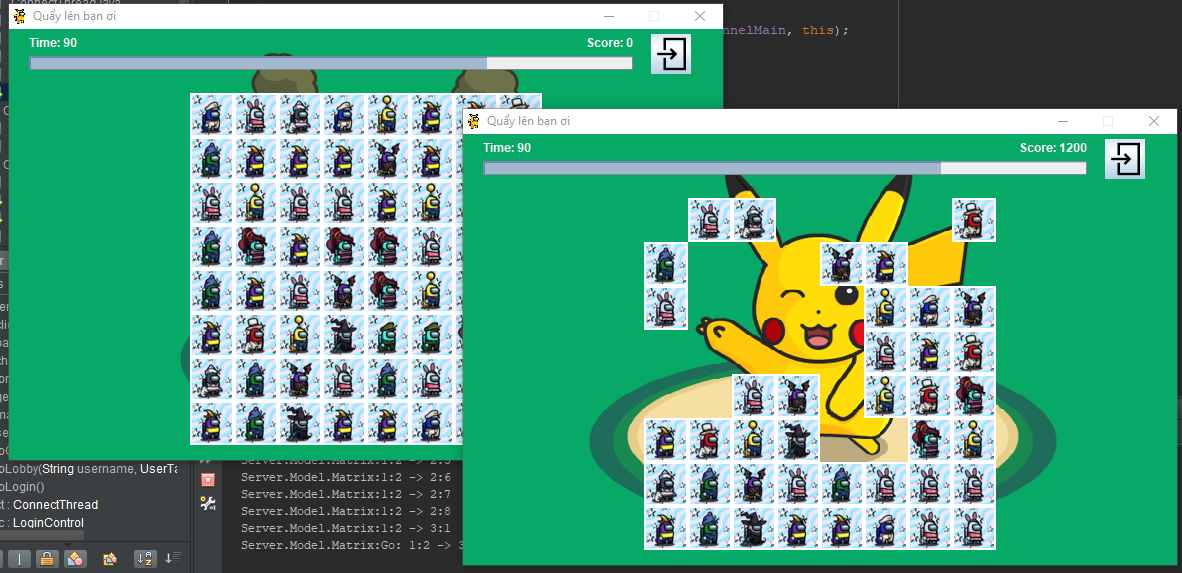 ConnectThread.java
Quẩy lên bạn ơi
Time: 90
Score: 0
nnelMain, this);
Quẩy lên bạn ơi
Time: 90
Score: 1200
oLobby(String username, UserTa
oLogin()
t : ConnectThread
c : LoginControl
Server.Model.Matrix:1:2 -> 2:5
Server.Model.Matrix:1:2 -> 2:6
Server.Model.Matrix:1:2 -> 2:7
Server.Model.Matrix:1:2 -> 2:8
Server.Model.Matrix:1:2 -> 3:1
Server.Model.Matrix:Go: 1:2 -> 3